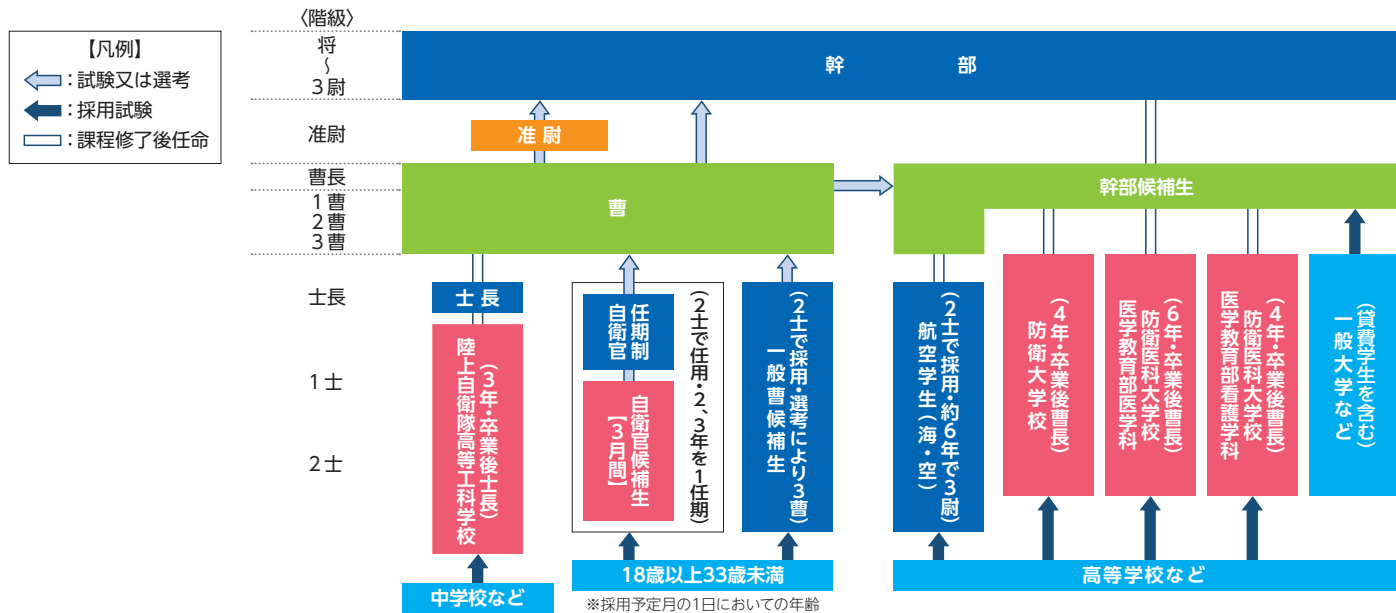 〈階級〉
【凡例】
：試験又は選考
：採用試験
：課程修了後任命
将
〜
3尉
准尉
曹長
1曹
2曹
3曹
士長
1士
2士
幹部
准尉
曹
幹部候補生
士長
陸上自衛隊高等工科学校
（3年・卒業後士長）
任期制
自衛官
自衛官候補生
【3月間】
（2士で任用・2、3年を1任期）
一般曹候補生
（2士で採用・選考により3曹）
航空学生（海・空）
（2士で採用・約6年で3尉）
防衛大学校
（4年・卒業後曹長）
医学教育部医学科
防衛医科大学校
（6年・卒業後曹長）
医学教育部看護学科
防衛医科大学校
（4年・卒業後曹長）
一般大学など
（貸費学生を含む）
中学校など
18歳以上33歳未満
※採用予定月の1日においての年齢
高等学校など